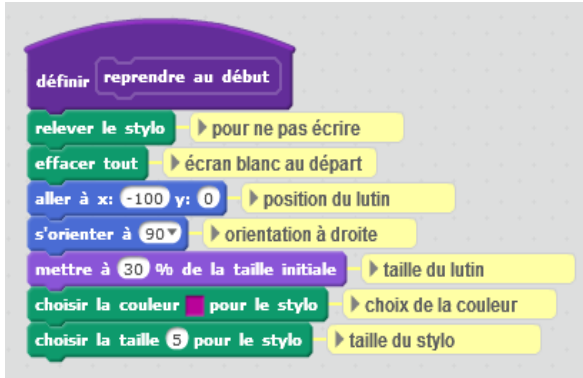 définir reprendre au début
relever le stylo pour ne pas écrire
effacer tout écran blanc au départ
aller à x: -100 y: 0 position du lutin
s'orienter à 90 orientation à droite
mettre à 30 % de la taille initiale taille du lutin
choisir la couleur pour le stylo choix de la couleur
choisir la taille 5 pour le stylo taille du stylo